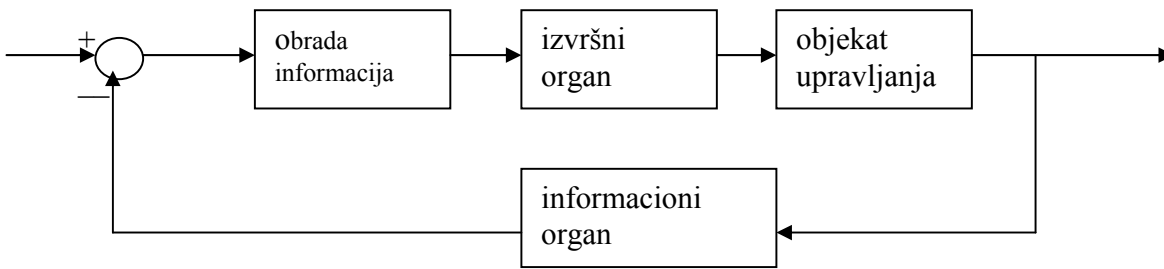 +
—
obrada
informacija
izvršni
organ
objekat
upravljanja
informacioni
organ